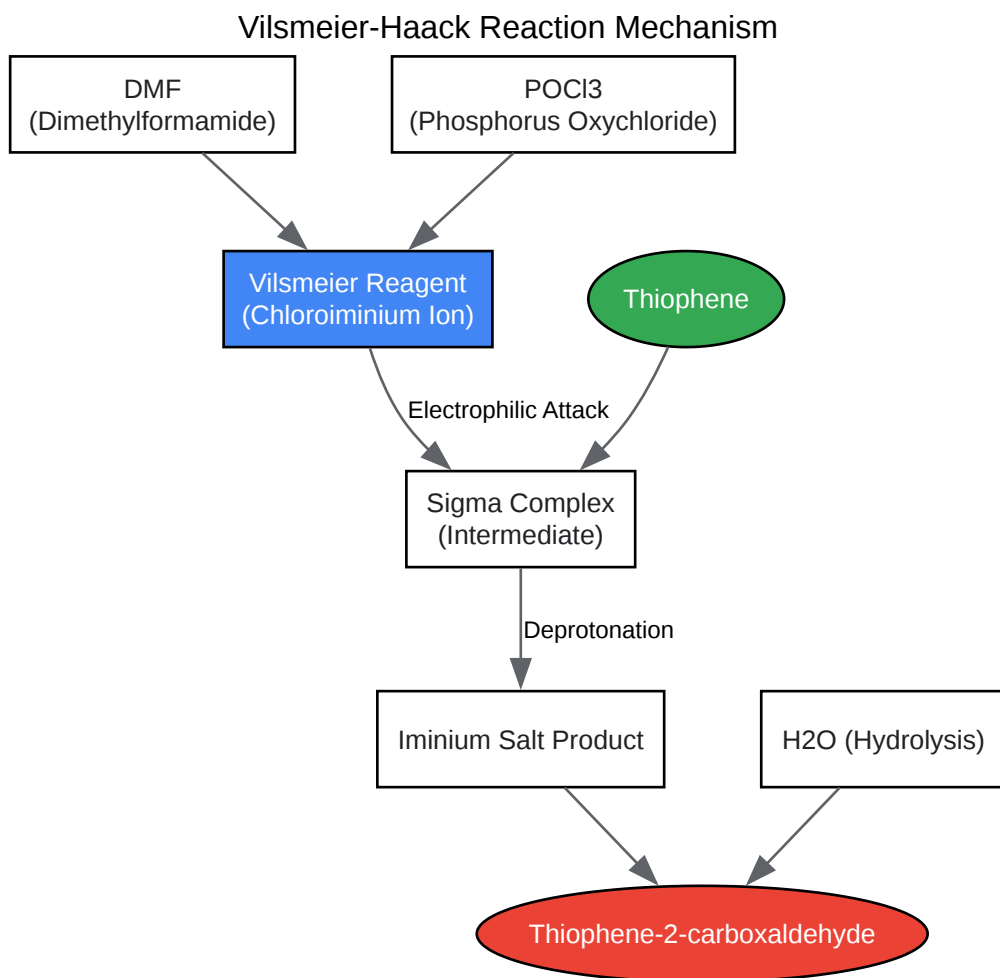 Vilsmeier-Haack Reaction Mechanism
DMF
(Dimethylformamide)
POCl3
(Phosphorus Oxychloride)
Vilsmeier Reagent
(Chloroiminium Ion)
Thiophene
Electrophilic Attack
Sigma Complex
(Intermediate)
Deprotonation
Iminium Salt Product
H2O (Hydrolysis)
Thiophene-2-carboxaldehyde